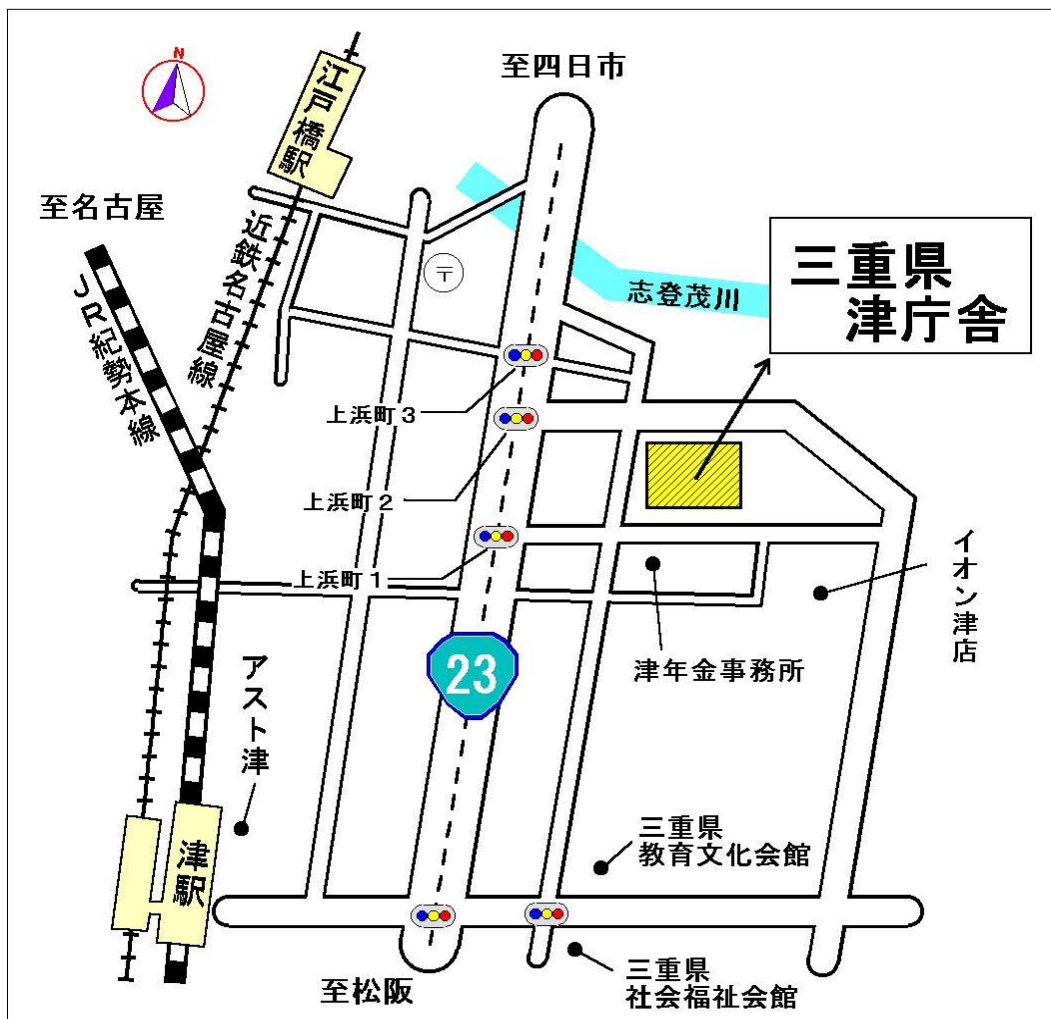 N
至四日市
江戸橋駅
至名古屋
近鉄名古屋線
JR紀勢本線
〒
志登茂川
三重県
津庁舎
上浜町3
上浜町2
上浜町1
イオン津店
津年金事務所
23
アスト津
三重県
教育文化会館
津駅
至松阪
三重県
社会福祉会館